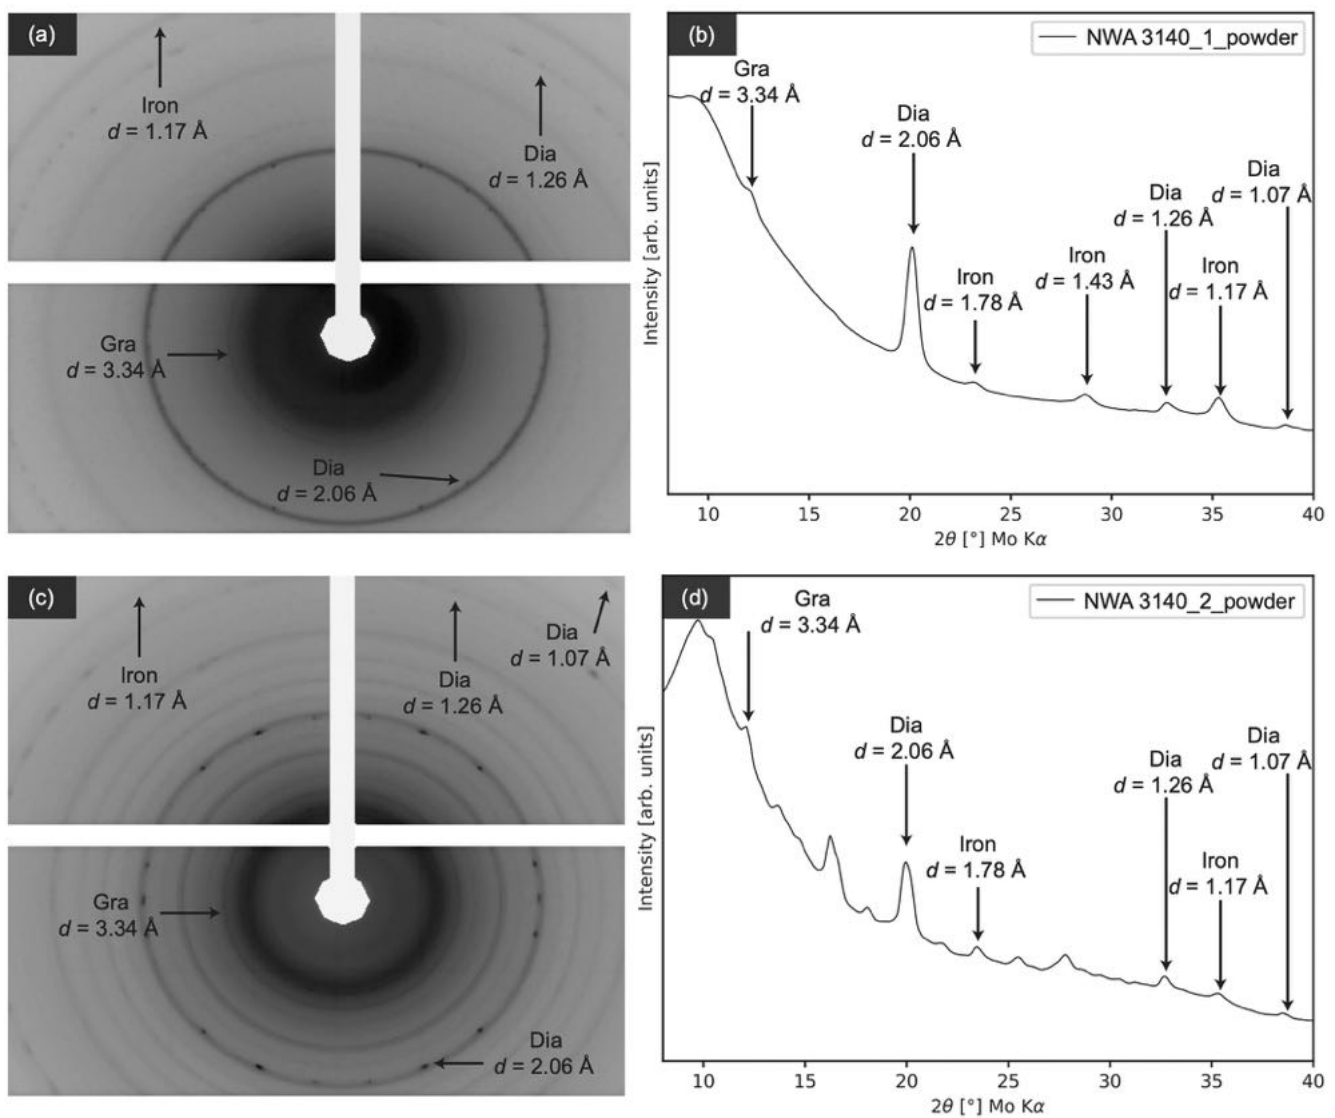 (a)
Iron
d = 1.17 Å
Dia
d = 1.26 Å
Gra
d = 3.34 Å
Dia
d = 2.06 Å
(b)
NWA 3140_1_powder
Gra
d = 3.34 Å
Dia
d = 2.06 Å
Iron
d = 1.78 Å
Iron
d = 1.43 Å
Dia
d = 1.26 Å
Iron
d = 1.17 Å
Dia
d = 1.07 Å
Intensity [arb. units]
10 15 20 25 30 35 40
2θ [°] Mo Kα
(c)
Iron
d = 1.17 Å
Dia
d = 1.26 Å
Dia
d = 1.07 Å
Gra
d = 3.34 Å
Dia
d = 2.06 Å
(d)
NWA 3140_2_powder
Gra
d = 3.34 Å
Dia
d = 2.06 Å
Iron
d = 1.78 Å
Dia
d = 1.26 Å
Iron
d = 1.17 Å
Dia
d = 1.07 Å
Intensity [arb. units]
10 15 20 25 30 35 40
2θ [°] Mo Kα